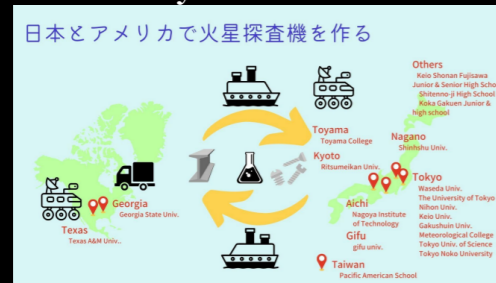 日本とアメリカで火星探査機を作る
Others
Keio Shonan Fujisawa
Junior & Senior High
Shitenno-ji High School
Koka Gakuen Junior &
high school
Toyama
Toyama College
Nagano
Shinhshu Univ.
Kyoto
Ritsumeikan Univ.
Tokyo
Waseda Univ.
The University of Tokyo
Nihon Univ.
Keio Univ.
Gakushuin Univ.
Meteorological College
Tokyo Univ. of Science
Tokyo Noko University
Aichi
Nagoya Institute
of Technology
Gifu
gifu univ.
Taiwan
Pacific American School
Georgia
Georgia State Univ.
Texas
Texas A&M Univ..